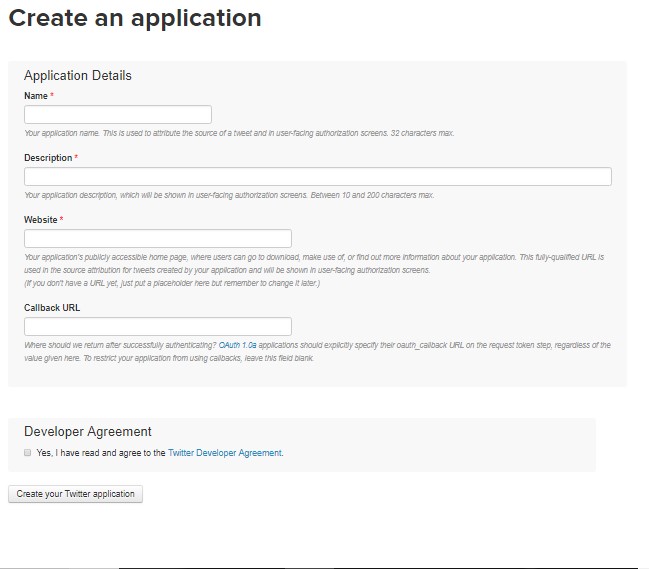 Create an application
Application Details
Name *
Your application name. This is used to attribute the source of a tweet and in user-facing authorization screens. 32 characters max.
Description *
Your application description, which will be shown in user-facing authorization screens. Between 10 and 200 characters max.
Website *
Your application's publicly accessible home page, where users can go to download, make use of, or find out more information about your application. This fully-qualified URL is
used in the source attribution for tweets created by your application and will be shown in user-facing authorization screens.
(If you don't have a URL yet, just put a placeholder here but remember to change it later.)
Callback URL
Where should we return after successfully authenticating? OAuth 1.0a applications should explicitly specify their oauth_callback URL on the request token step, regardless of the
value given here. To restrict your application from using callbacks, leave this field blank.
Developer Agreement
Yes, I have read and agree to the Twitter Developer Agreement.
Create your Twitter application